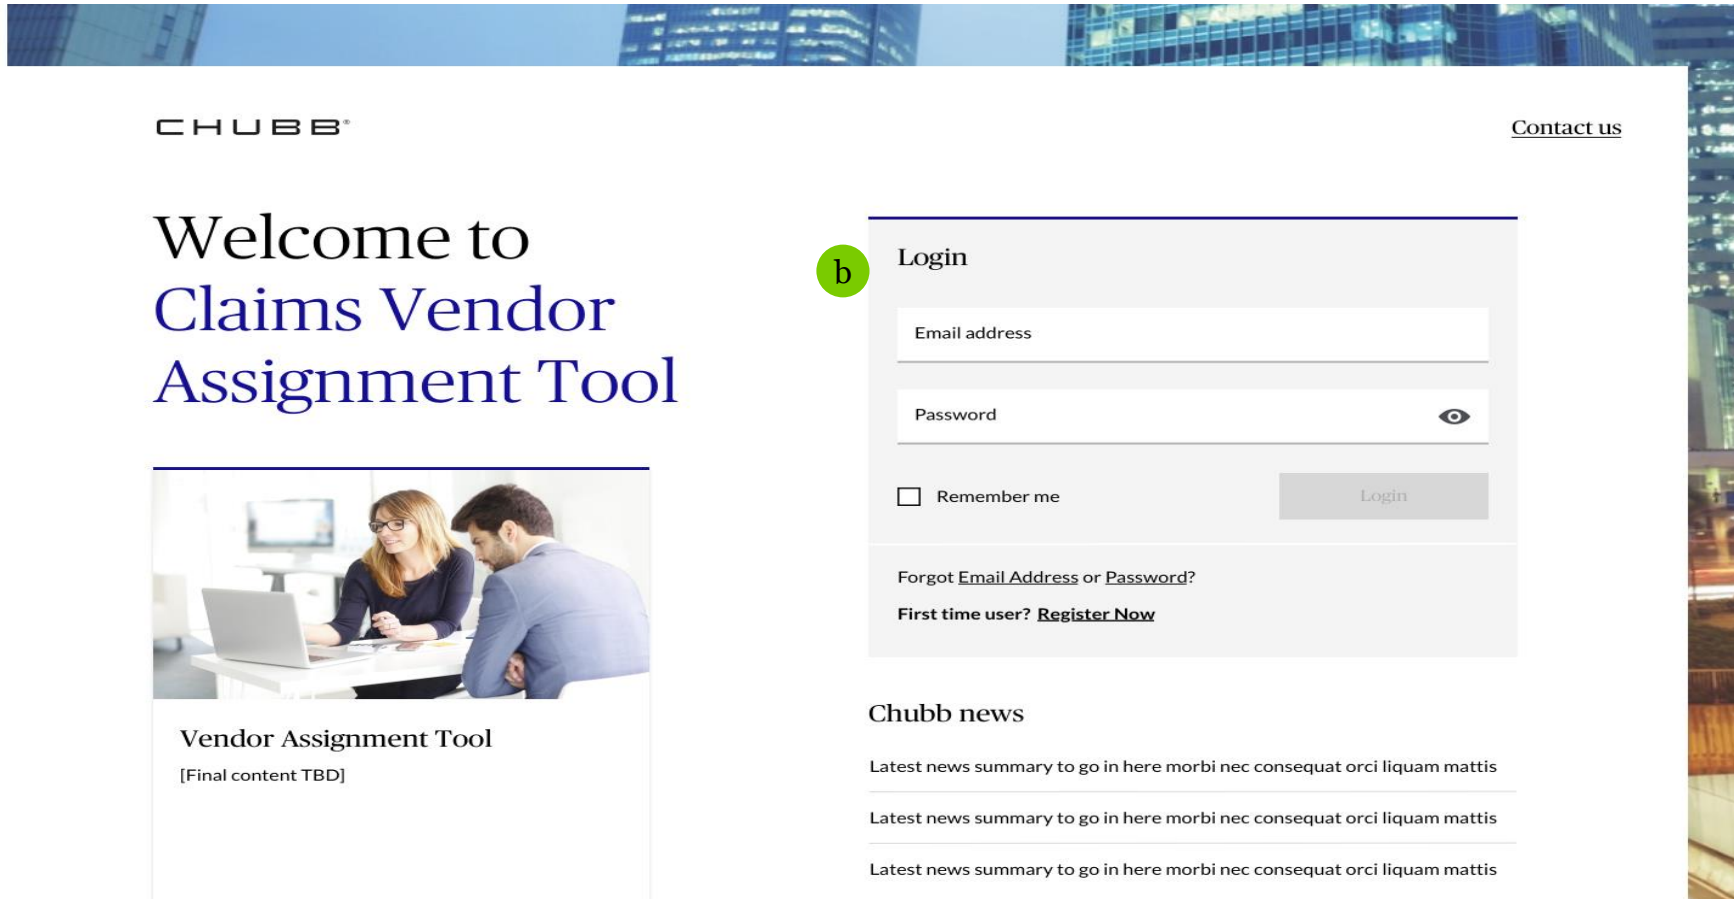 CHUBB®
Contact us
Welcome to
Claims Vendor
Assignment Tool
Vendor Assignment Tool
[Final content TBD]
b
Login
Email address
Password
Remember me
Login
Forgot Email Address or Password?
First time user? Register Now
Chubb news
Latest news summary to go in here morbi nec consequat orci liquam mattis
Latest news summary to go in here morbi nec consequat orci liquam mattis
Latest news summary to go in here morbi nec consequat orci liquam mattis